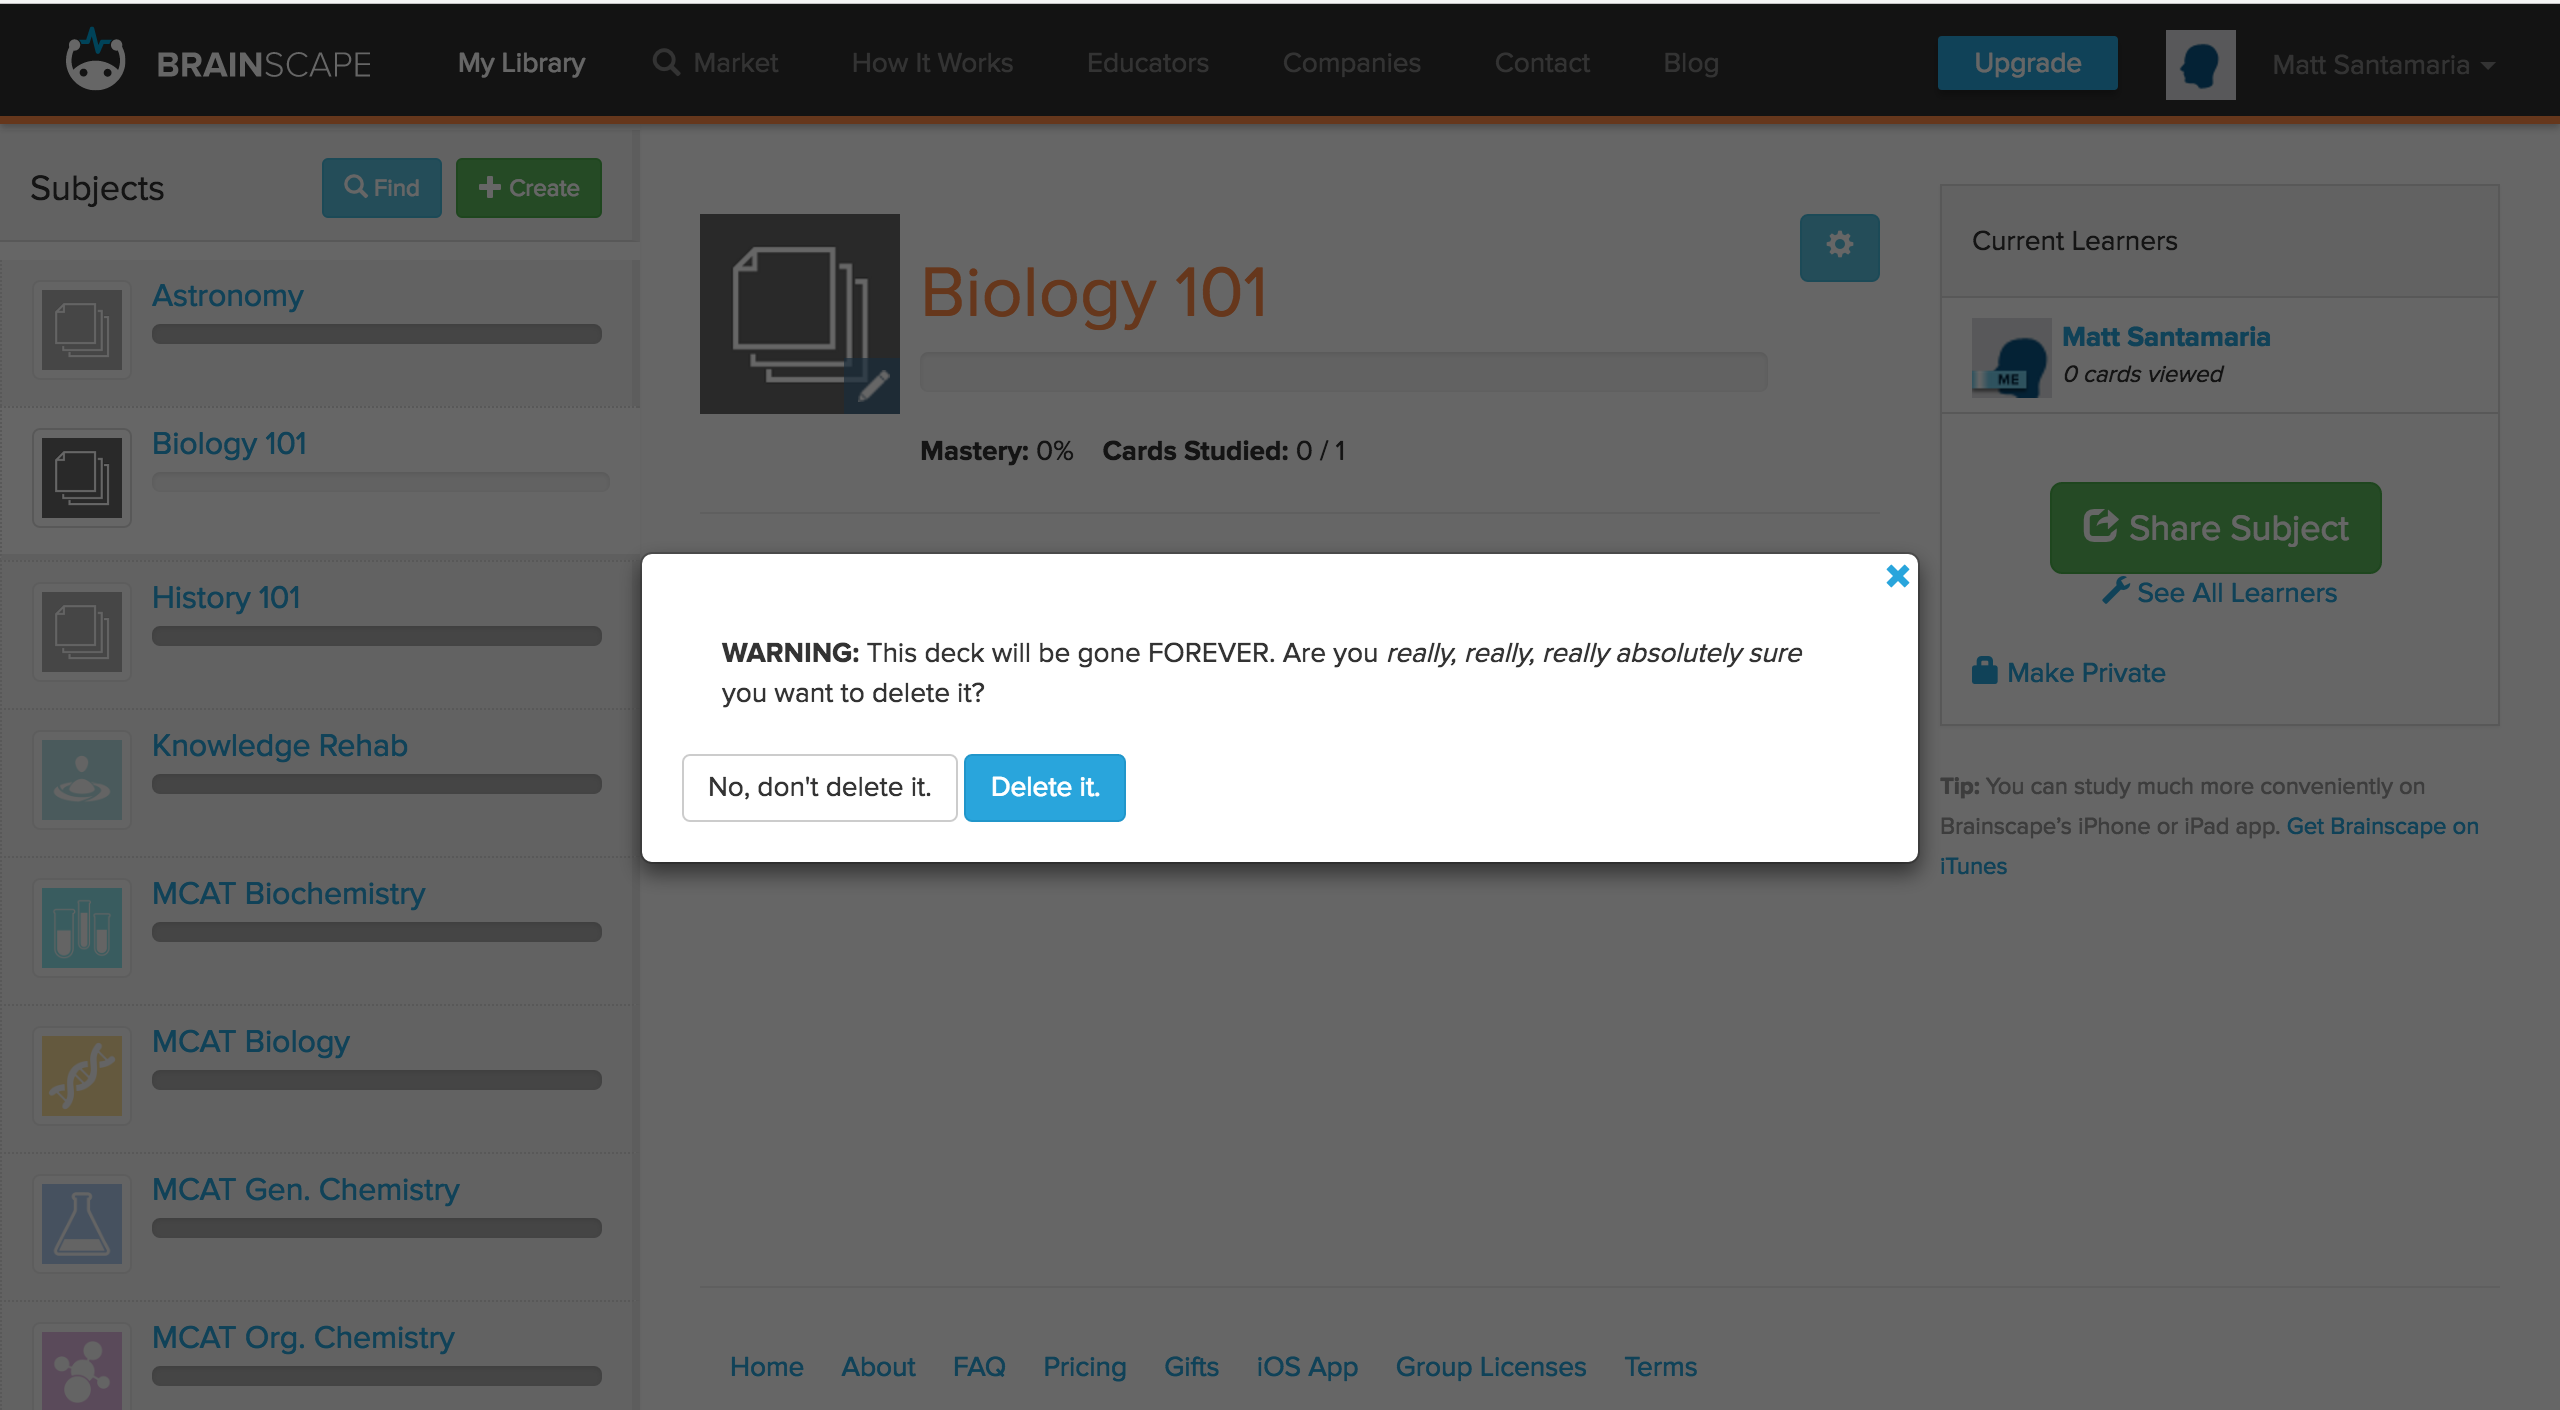 BRAINSCAPE
My Library
Market
How It Works
Educators
Companies
Contact
Blog
Upgrade
Matt Santamaria
Subjects
Find
Create
Astronomy
Biology 101
History 101
Knowledge Rehab
MCAT Biochemistry
MCAT Biology
MCAT Gen. Chemistry
MCAT Org. Chemistry
Biology 101
Mastery: 0% Cards Studied: 0 / 1
WARNING: This deck will be gone FOREVER. Are you really, really, really absolutely sure
you want to delete it?
No, don't delete it.
Delete it.
Current Learners
ME
Matt Santamaria
0 cards viewed
Share Subject
See All Learners
Make Private
Tip: You can study much more conveniently on
Brainscape’s iPhone or iPad app. Get Brainscape on
iTunes
Home About FAQ Pricing Gifts iOS App Group Licenses Terms